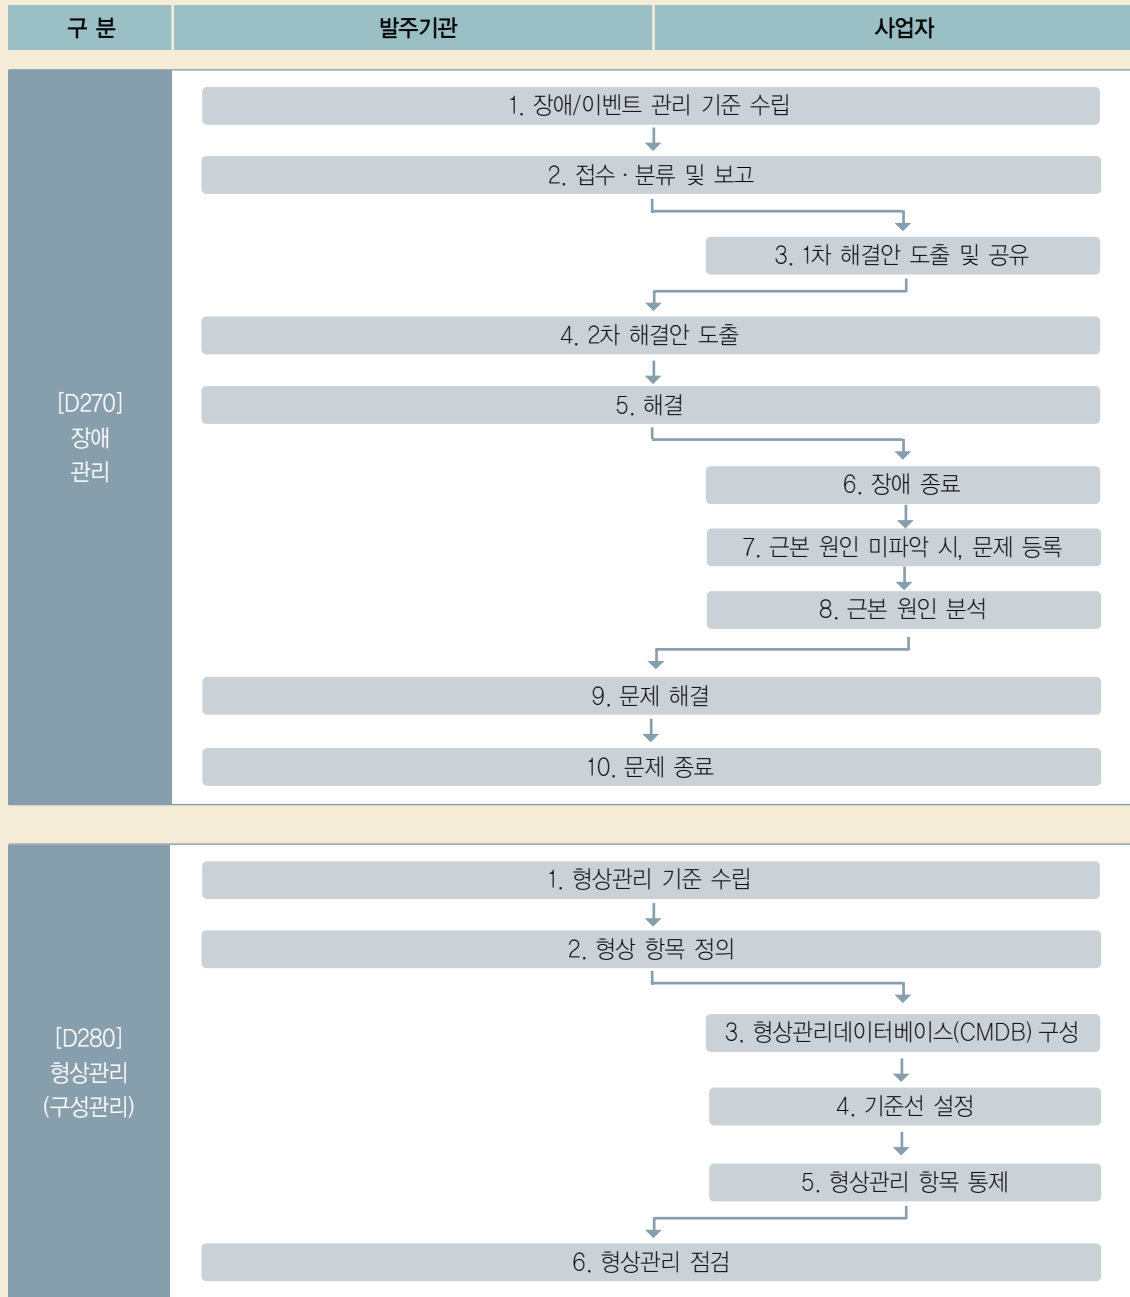 구 분
발주기관
사업자
[D270]
장애
관리
1. 장애/이벤트 관리 기준 수립
2. 접수 · 분류 및 보고
3. 1차 해결안 도출 및 공유
4. 2차 해결안 도출
5. 해결
6. 장애 종료
7. 근본 원인 미파악 시, 문제 등록
8. 근본 원인 분석
9. 문제 해결
10. 문제 종료
[D280]
형상관리
(구성관리)
1. 형상관리 기준 수립
2. 형상 항목 정의
3. 형상관리데이터베이스(CMDB) 구성
4. 기준선 설정
5. 형상관리 항목 통제
6. 형상관리 점검